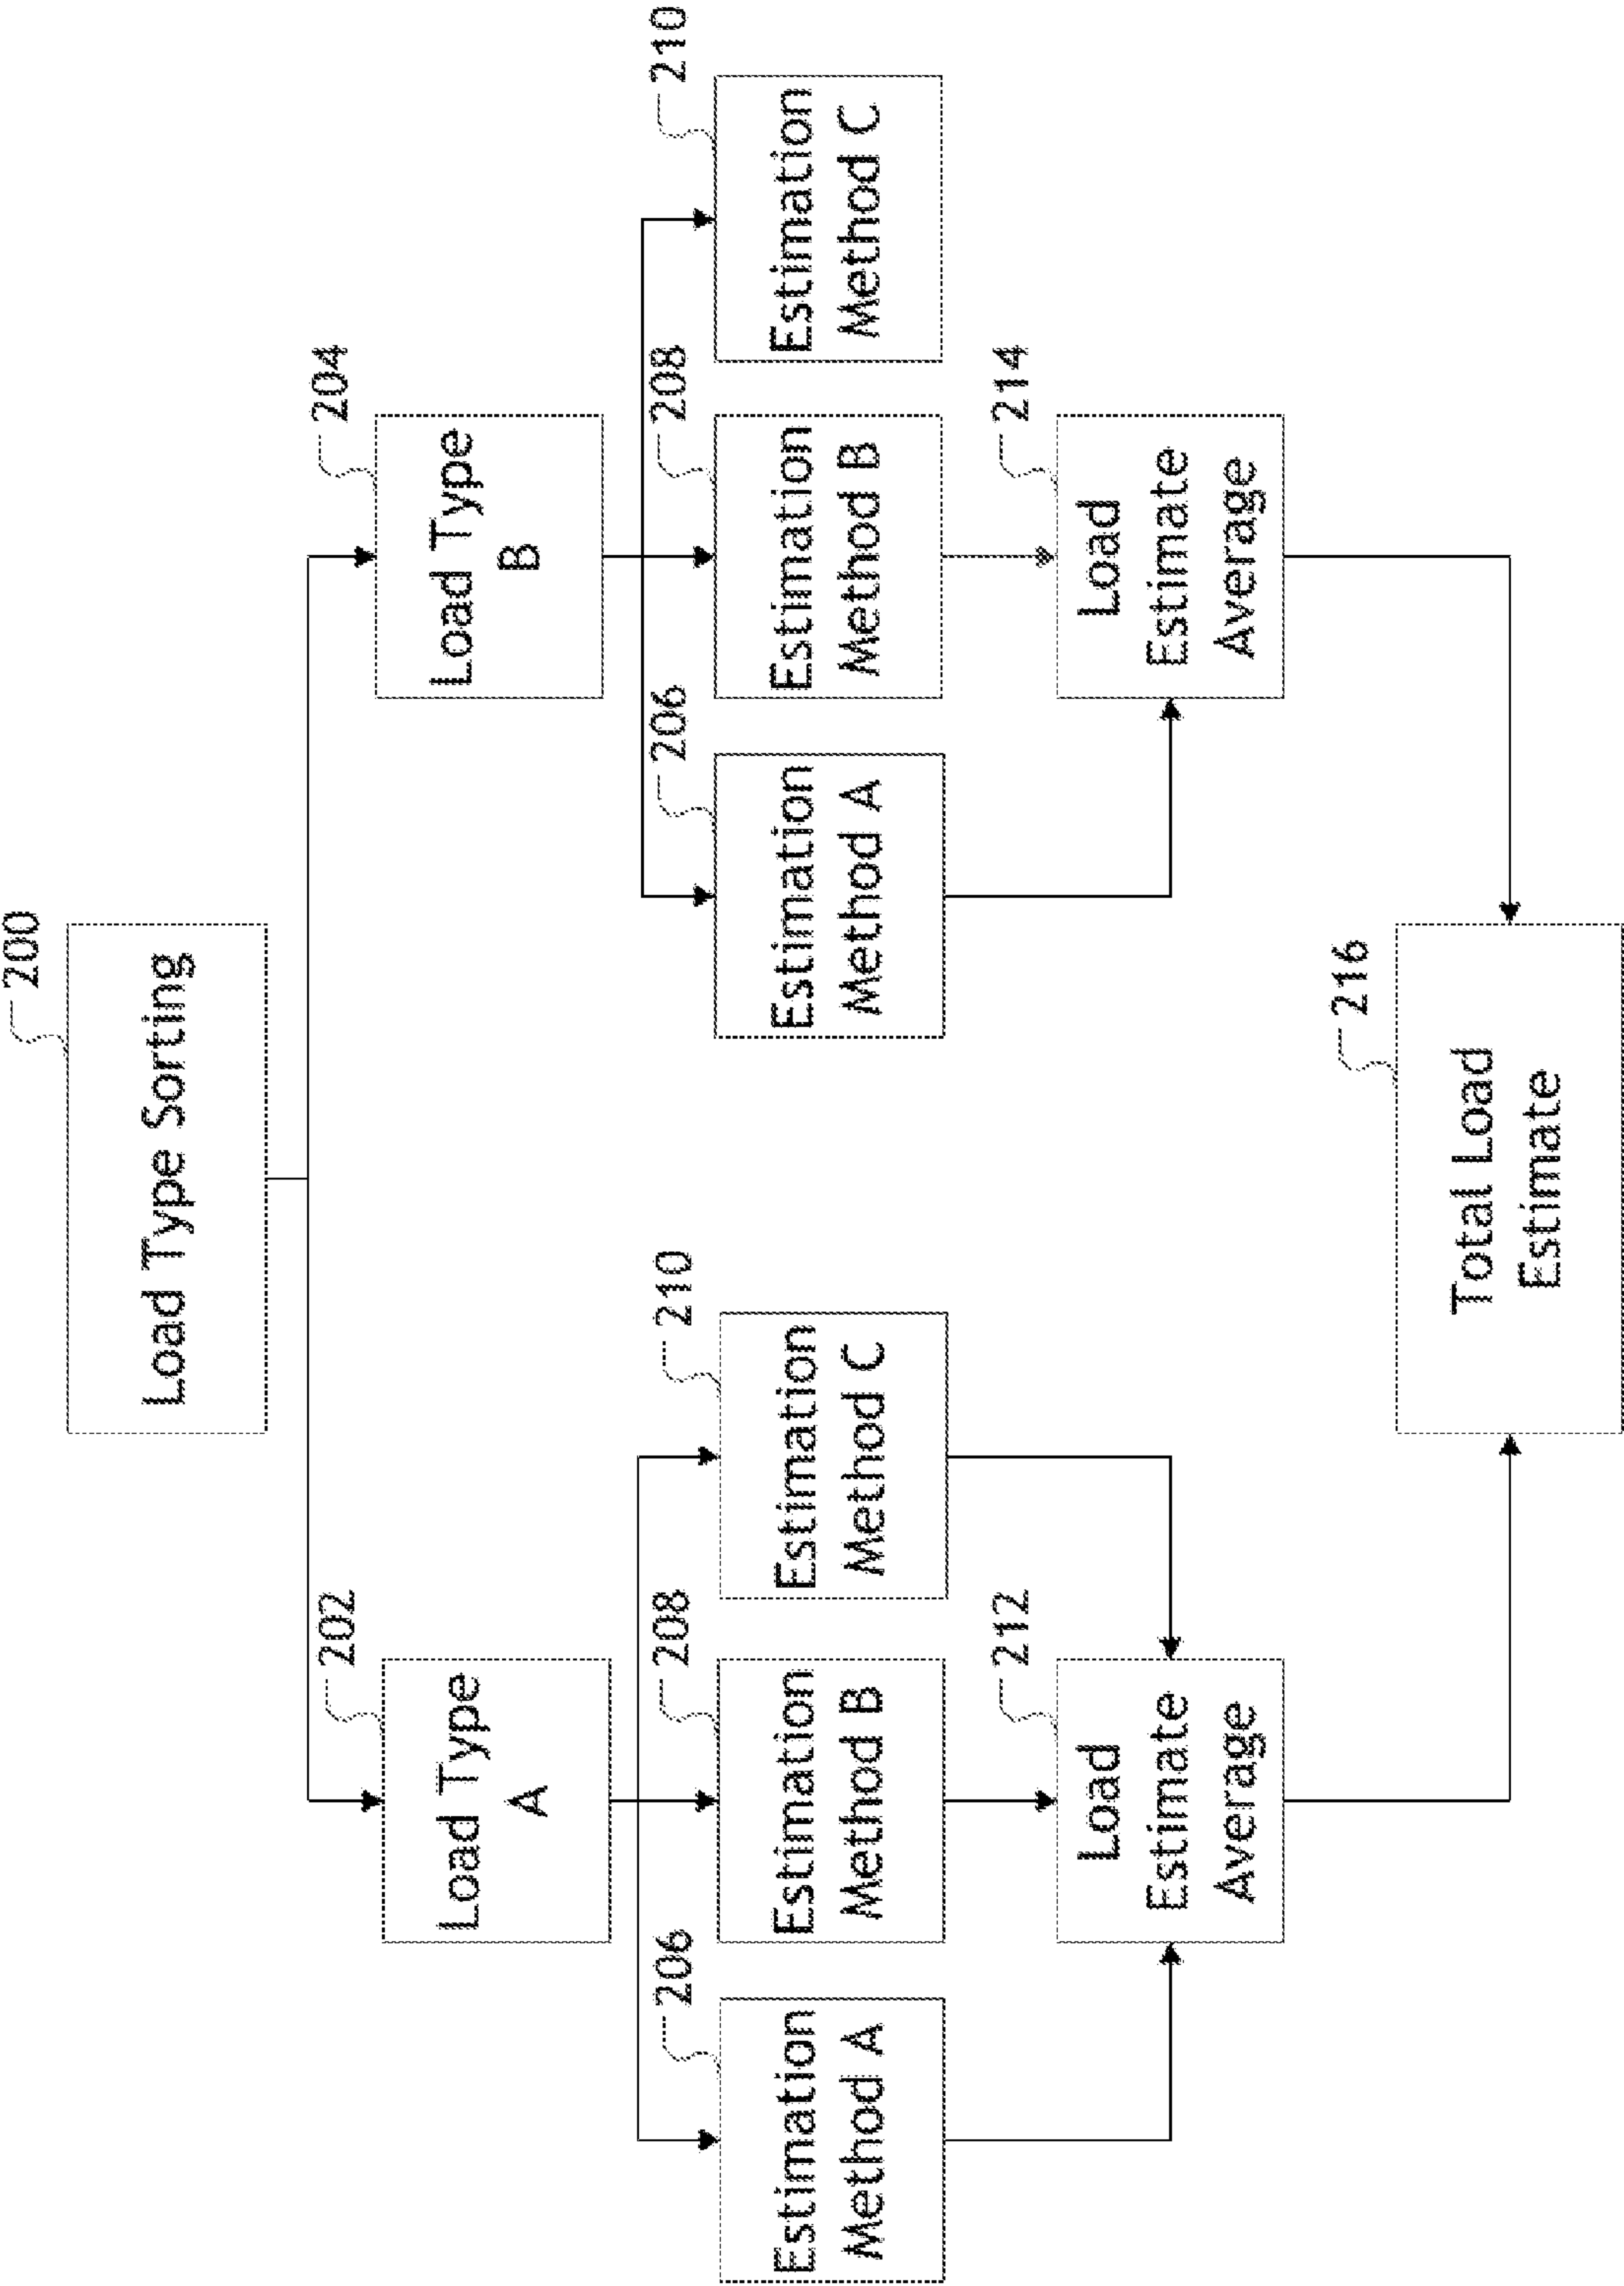 200
Load Type Sorting
202
Load Type
A
204
Load Type
B
206
Estimation
Method A
208
Estimation
Method B
210
Estimation
Method C
206
Estimation
Method A
208
Estimation
Method B
210
Estimation
Method C
212
Load
Estimate
Average
214
Load
Estimate
Average
216
Total Load
Estimate